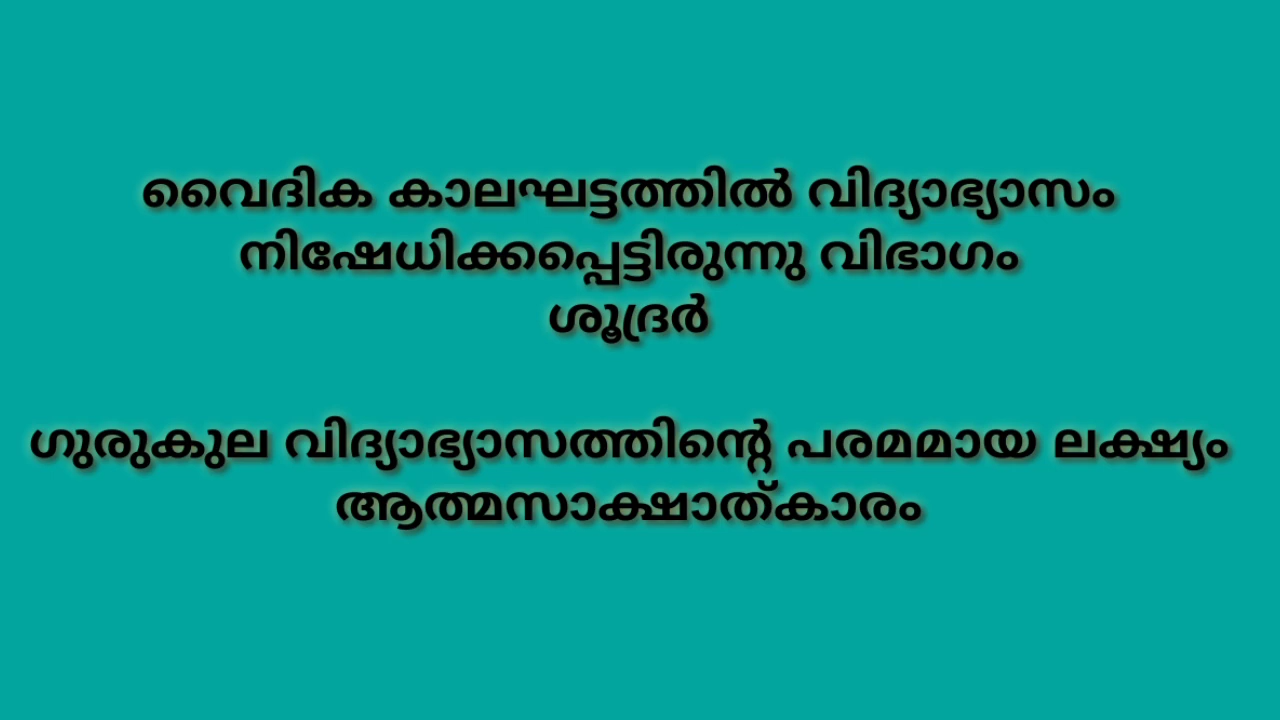 വൈദിക കാലഘട്ടത്തിൽ വിദ്യാഭ്യാസം
നിഷേധിക്കപ്പെട്ടിരുന്നു വിഭാഗം
ശൂദ്രർ
ഗുരുകുല വിദ്യാഭ്യാസത്തിന്റെ പരമമായ ലക്ഷ്യം
ആത്മസാക്ഷാത്കാരം